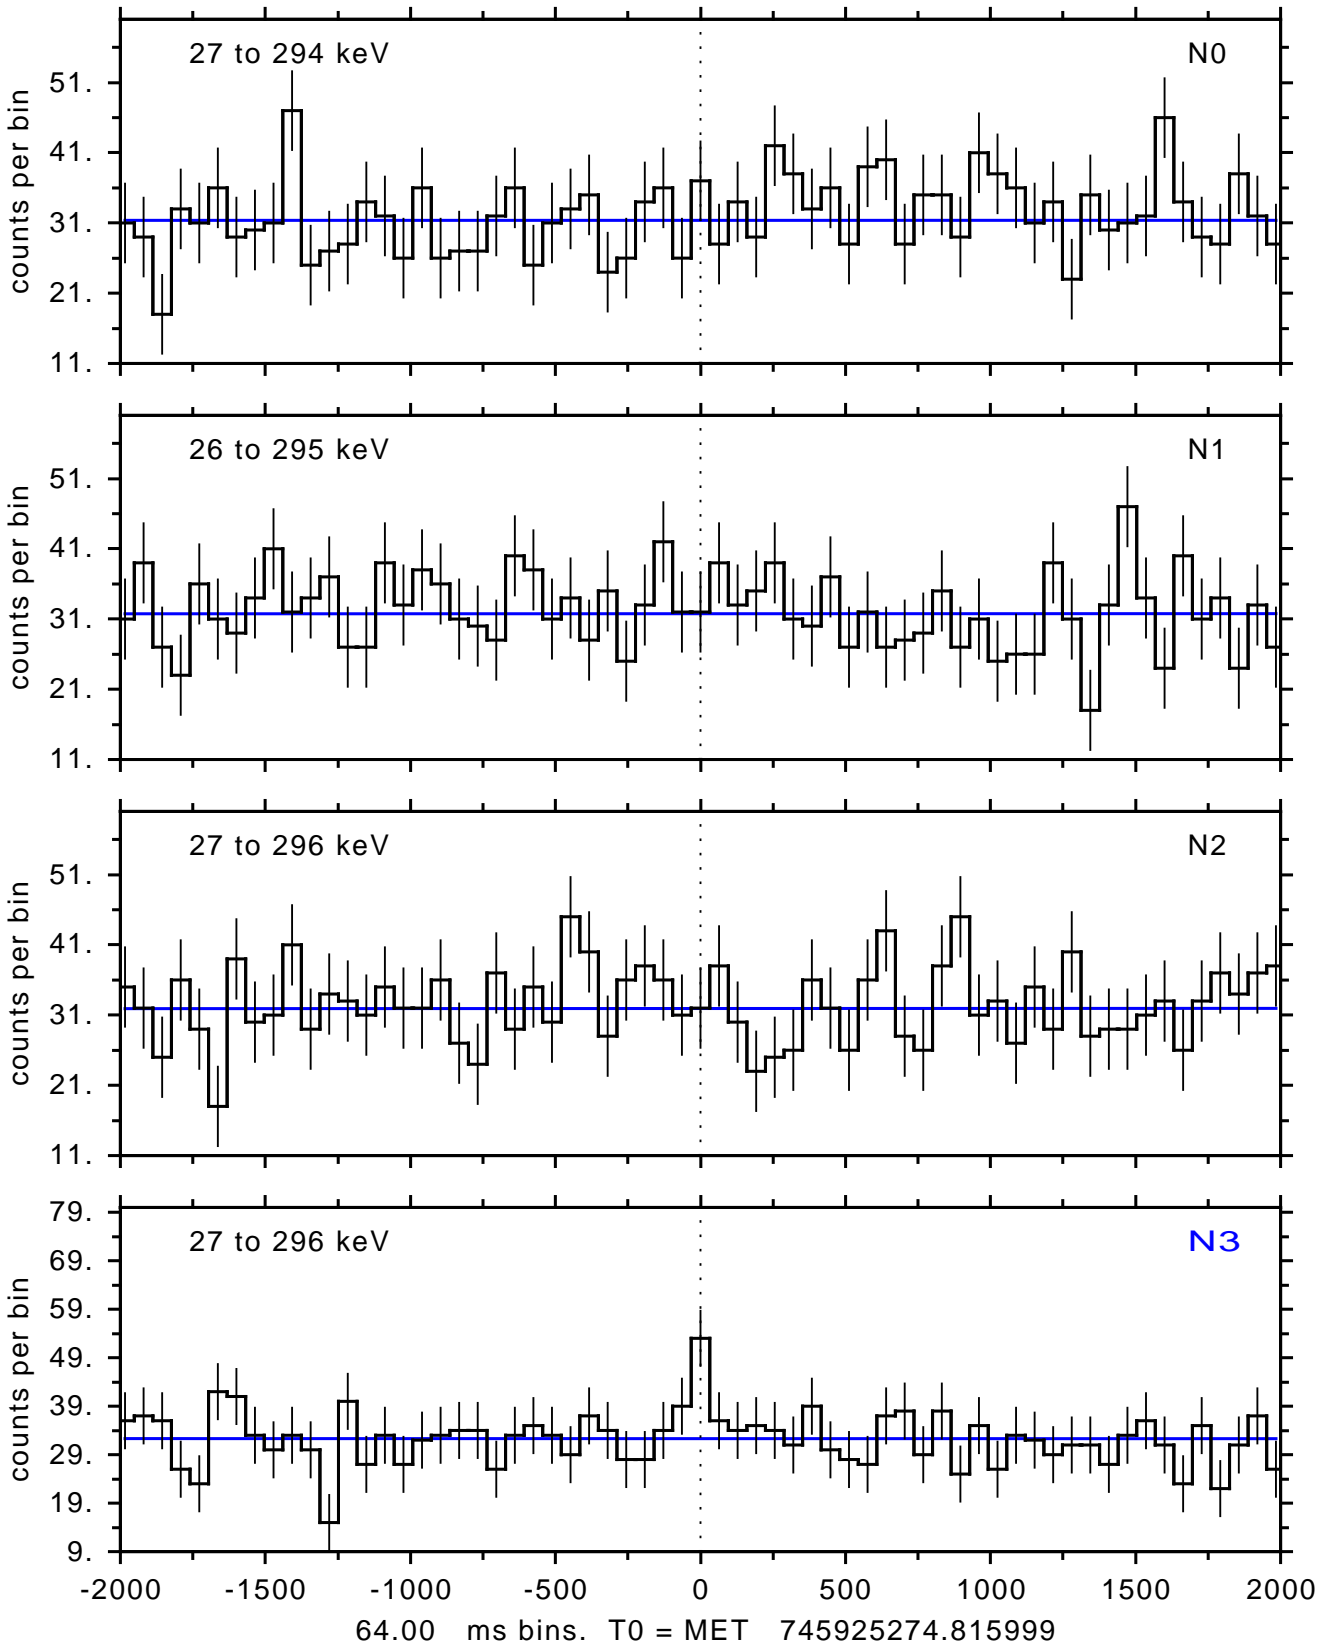 27 to 294 keV N0
counts per bin
51.
41.
31.
21.
11.
26 to 295 keV N1
counts per bin
51.
41.
31.
21.
11.
27 to 296 keV N2
counts per bin
51.
41.
31.
21.
11.
79.
27 to 296 keV N3
counts per bin
69.
59.
49.
39.
29.
19.
9.
-2000 -1500 -1000 -500 0 500 1000 1500 2000
64.00 ms bins. T0 = MET 745925274.815999